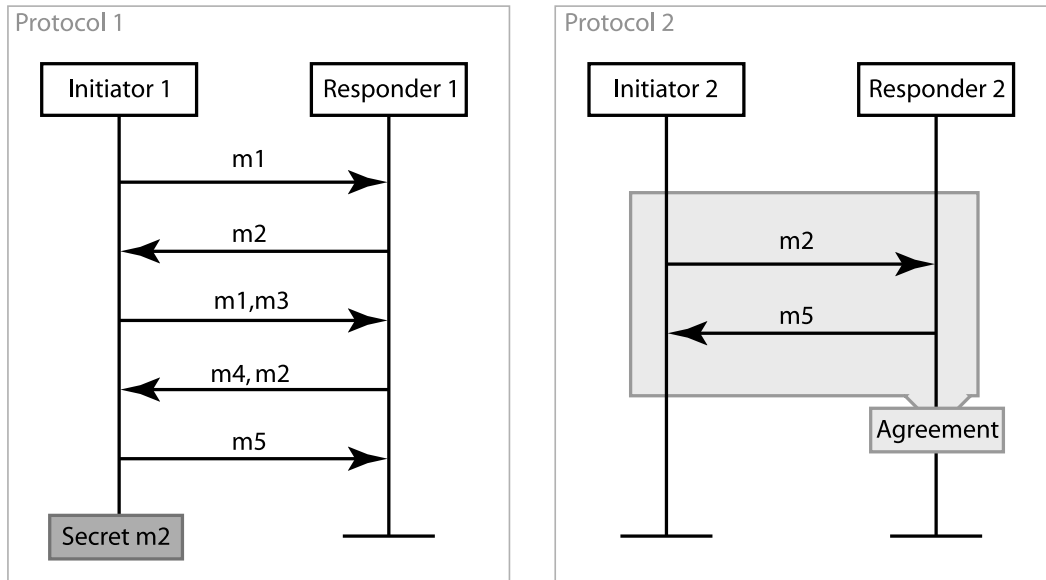 Protocol 1
Initiator 1
Responder 1
m1
m2
m1,m3
m4, m2
m5
Secret m2
Protocol 2
Initiator 2
Responder 2
m2
m5
Agreement